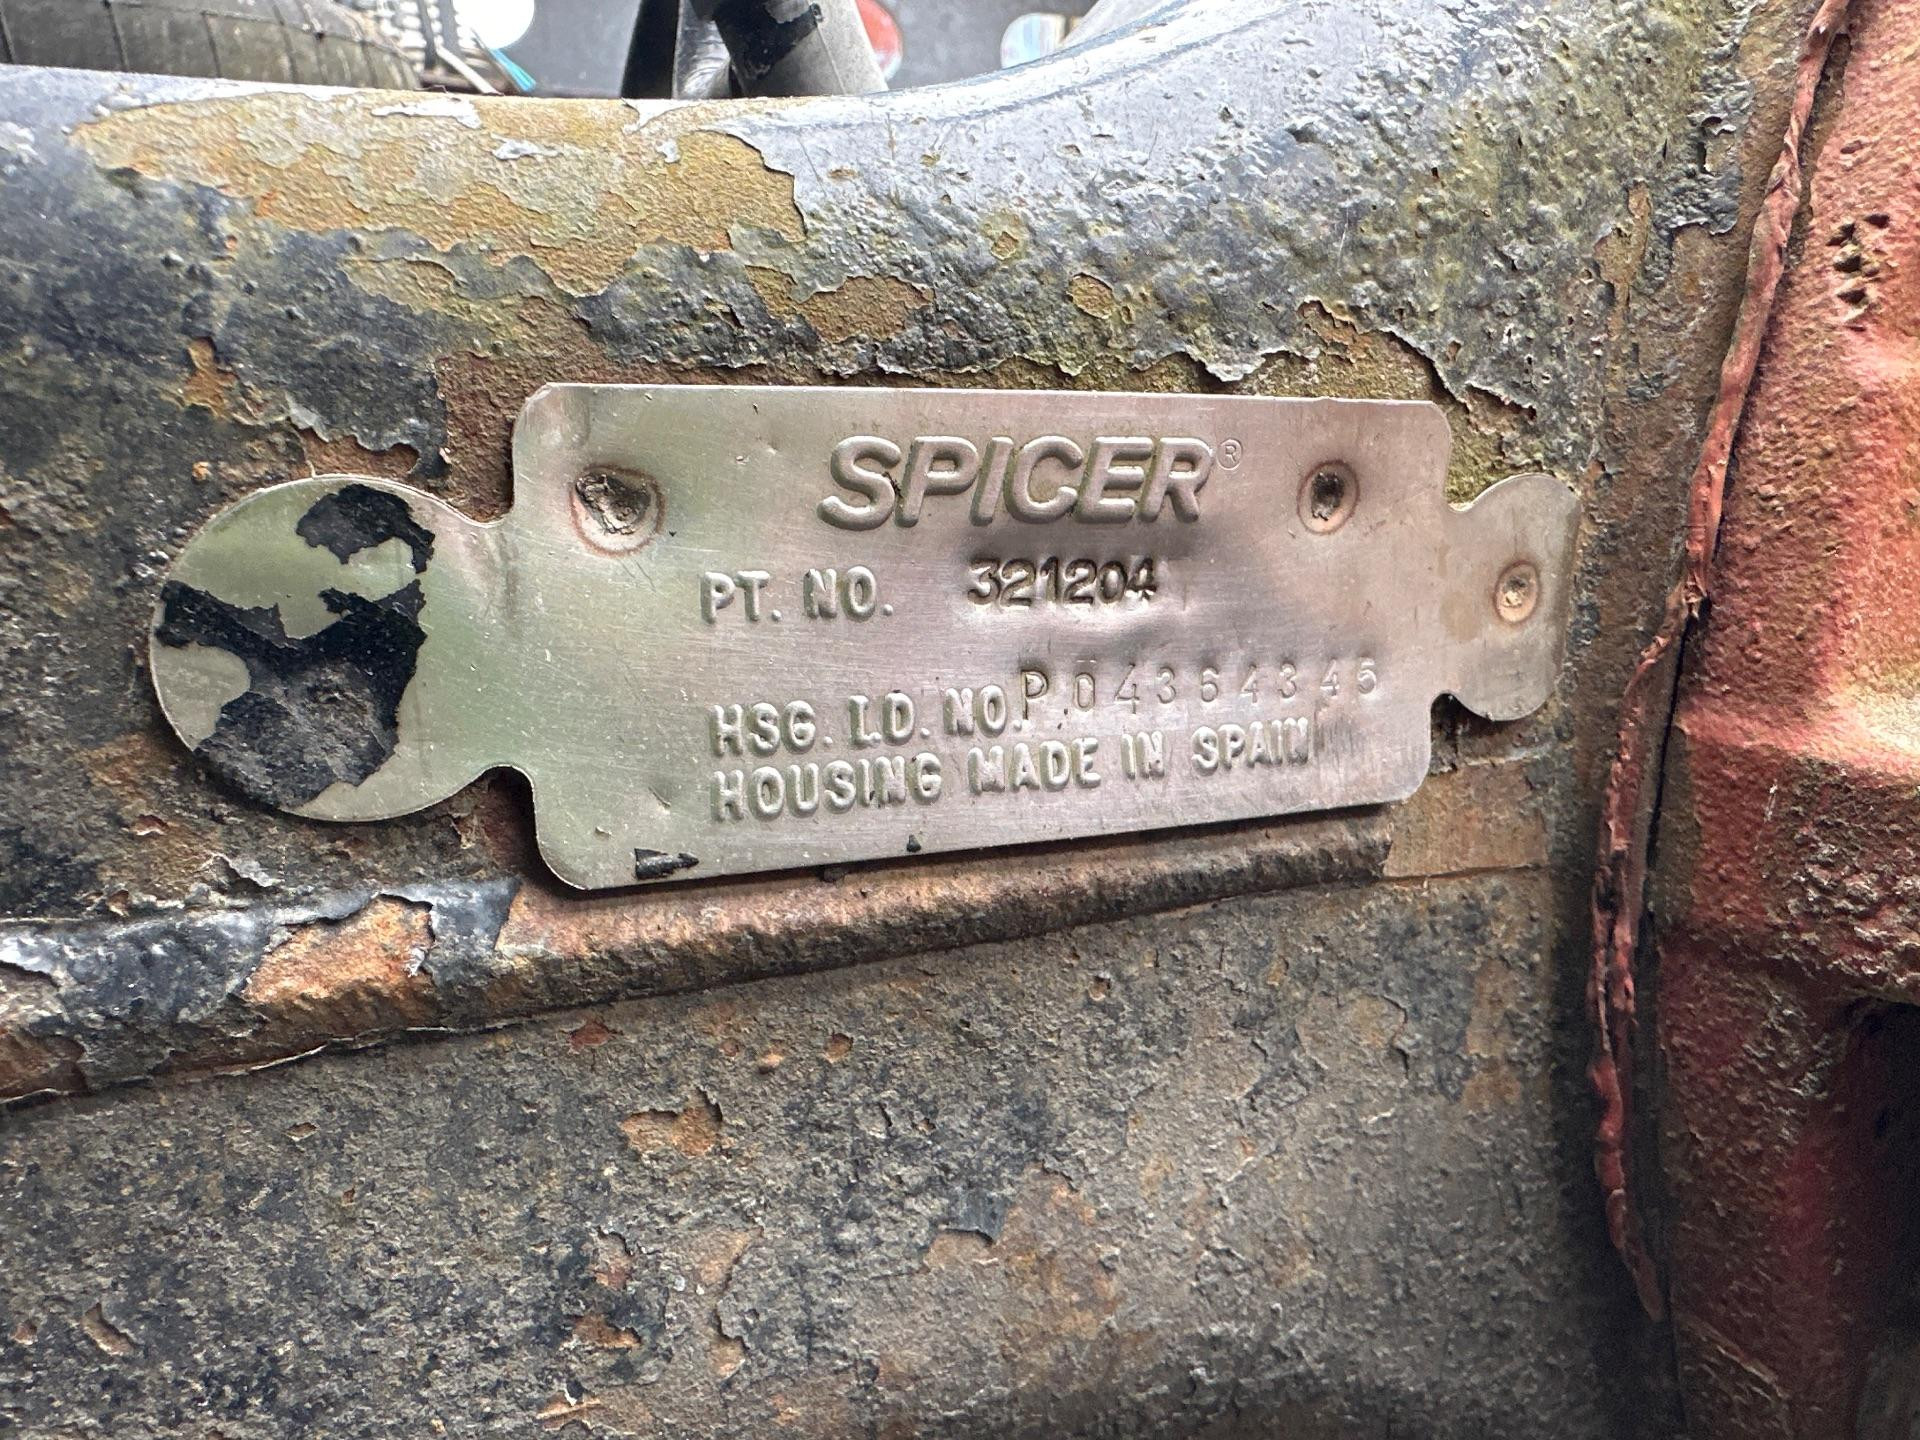 SPICER®
PT. NO. 321204
HSG. I.D. NO. P04364345
HOUSING MADE IN SPAIN